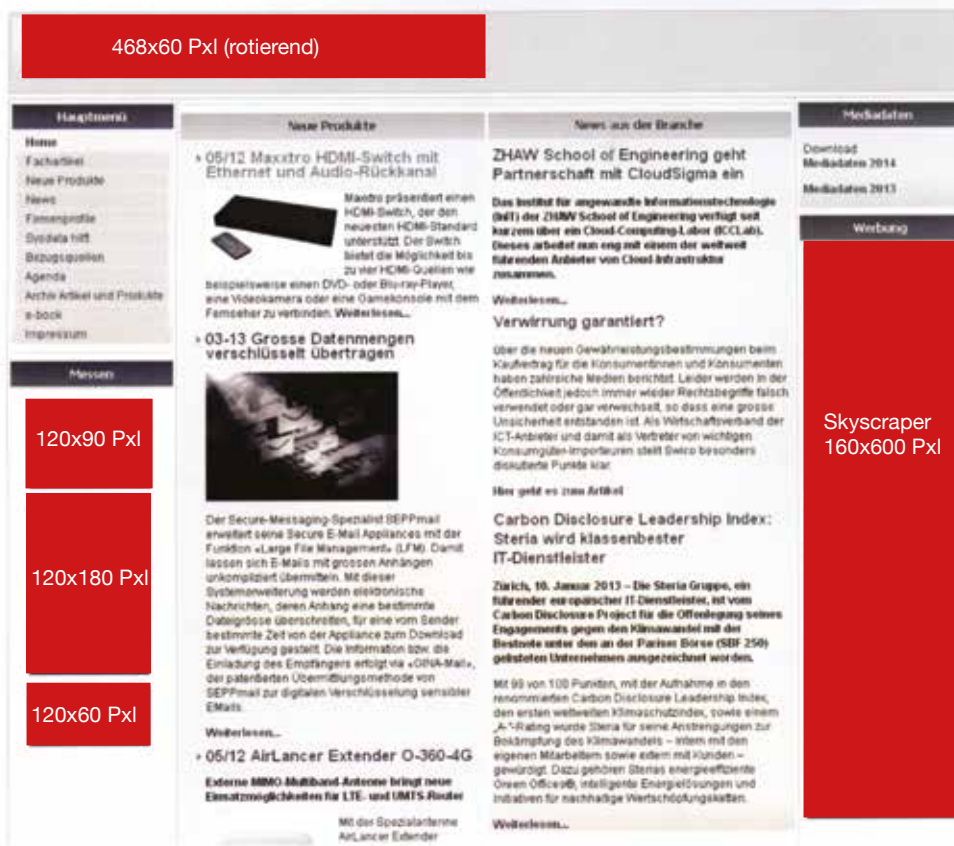 468x60 Pxl (rotierend)
Hauptmenü
Home
Fachartikel
Neue Produkte
News
Firmenprofile
Sysdata hilft
Bezugsquellen
Agenda
Archiv Artikel und Produkte
e-book
Impressum
Messen
120x90 Pxl
120x180 Pxl
120x60 Pxl
Neue Produkte
05/12 Maxxtro HDMI-Switch mit
Ethernet und Audio-Rückkanal
Maxtro präsentiert einen
HDMI-Switch, der den
neuesten HDMI-Standard
unterstützt. Der Switch
bietet die Möglichkeit bis
zu vier HDMI-Quellen wie
beispielsweise einen DVD- oder Blu-ray-Player,
eine Videokamera oder eine Gamekonsole mit dem
Fernseher zu verbinden. Weiterlesen...
03-13 Grosse Datenmengen
verschlüsselt übertragen
Der Secure-Messaging-Spezialist SEPPmail
erweitert seine Secure E-Mail Appliances mit der
Funktion «Large File Management» (LFM). Damit
lassen sich E-Mails mit grossen Anhängen
unkompliziert übermitteln. Mit dieser
Systemerweiterung werden elektronische
Nachrichten, deren Anhang eine bestimmte
Dateigrösse überschreiten, für eine vom Sender
bestimmte Zeit von der Appliance zum Download
zur Verfügung gestellt. Die Information bzw. die
Einladung des Empfängers erfolgt via «GINA-Mail»,
der patentierten Übermittlungsmethode von
SEPPmail zur digitalen Verschlüsselung sensibler
EMails.
Weiterlesen...
05/12 AirLancer Extender O-360-4G
Externe MIMO-Multiband-Antenne bringt neue
Einsatzmöglichkeiten für LTE- und UMTS-Router
Mit der Spezialantenne
AirLancer Extender
News aus der Branche
ZHAW School of Engineering geht
Partnerschaft mit CloudSigma ein
Das Institut für angewandte Informationstechnologie
(InIT) der ZHAW School of Engineering verfügt seit
kurzem über ein Cloud-Computing-Labor (ICCLab).
Dieses arbeitet nun eng mit einem der weltweit
führenden Anbieter von Cloud-Infrastruktur
zusammen.
Weiterlesen...
Verwirrung garantiert?
Über die neuen Gewährleistungsbestimmungen beim
Kaufvertrag für die Konsumentinnen und Konsumenten
haben zahlreiche Medien berichtet. Leider werden in der
Öffentlichkeit jedoch immer wieder Rechtsbegriffe falsch
verwendet oder gar verwechselt, so dass eine grosse
Unsicherheit entstanden ist. Als Wirtschaftsverband der
ICT-Anbieter und damit als Vertreter von wichtigen
Konsumgüter-Importeuren stellt Swico besonders
diskutierte Punkte klar.
Hier geht es zum Artikel
Carbon Disclosure Leadership Index:
Steria wird klassenbester
IT-Dienstleister
Zürich, 10. Januar 2013 – Die Steria Gruppe, ein
führender europäischer IT-Dienstleister, ist vom
Carbon Disclosure Project für die Offenlegung seines
Engagements gegen den Klimawandel mit der
Bestnote unter den an der Pariser Börse (SBF 250)
gelisteten Unternehmen ausgezeichnet worden.
Mit 99 von 100 Punkten, mit der Aufnahme in den
renommierten Carbon Disclosure Leadership Index,
den ersten weltweiten Klimaschutzindex, sowie einem
„A-"-Rating wurde Steria für seine Anstrengungen zur
Bekämpfung des Klimawandels – intern mit den
eigenen Mitarbeitern sowie extern mit Kunden –
gewürdigt. Dazu gehören Sterias energieeffiziente
Green Offices®, intelligente Energielösungen und
Initiativen für nachhaltige Wertschöpfungsketten.
Weiterlesen...
Mediadaten
Download
Mediadaten 2014
Mediadaten 2013
Werbung
Skyscraper
160x600 Pxl